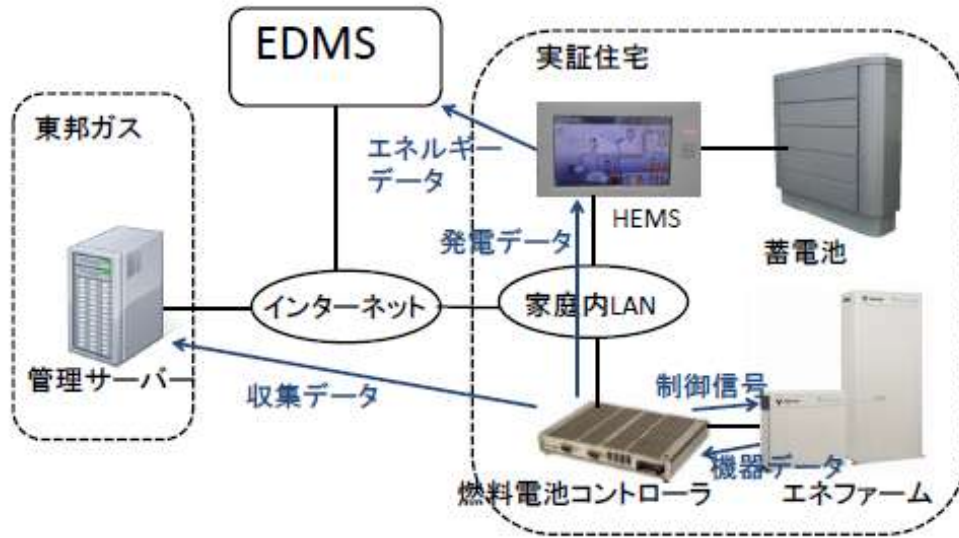 EDMS
実証住宅
東邦ガス
エネルギー
データ
HEMS
発電データ
蓄電池
インターネット
家庭内LAN
管理サーバー
収集データ
制御信号
機器データ
燃料電池コントローラ
エネファーム